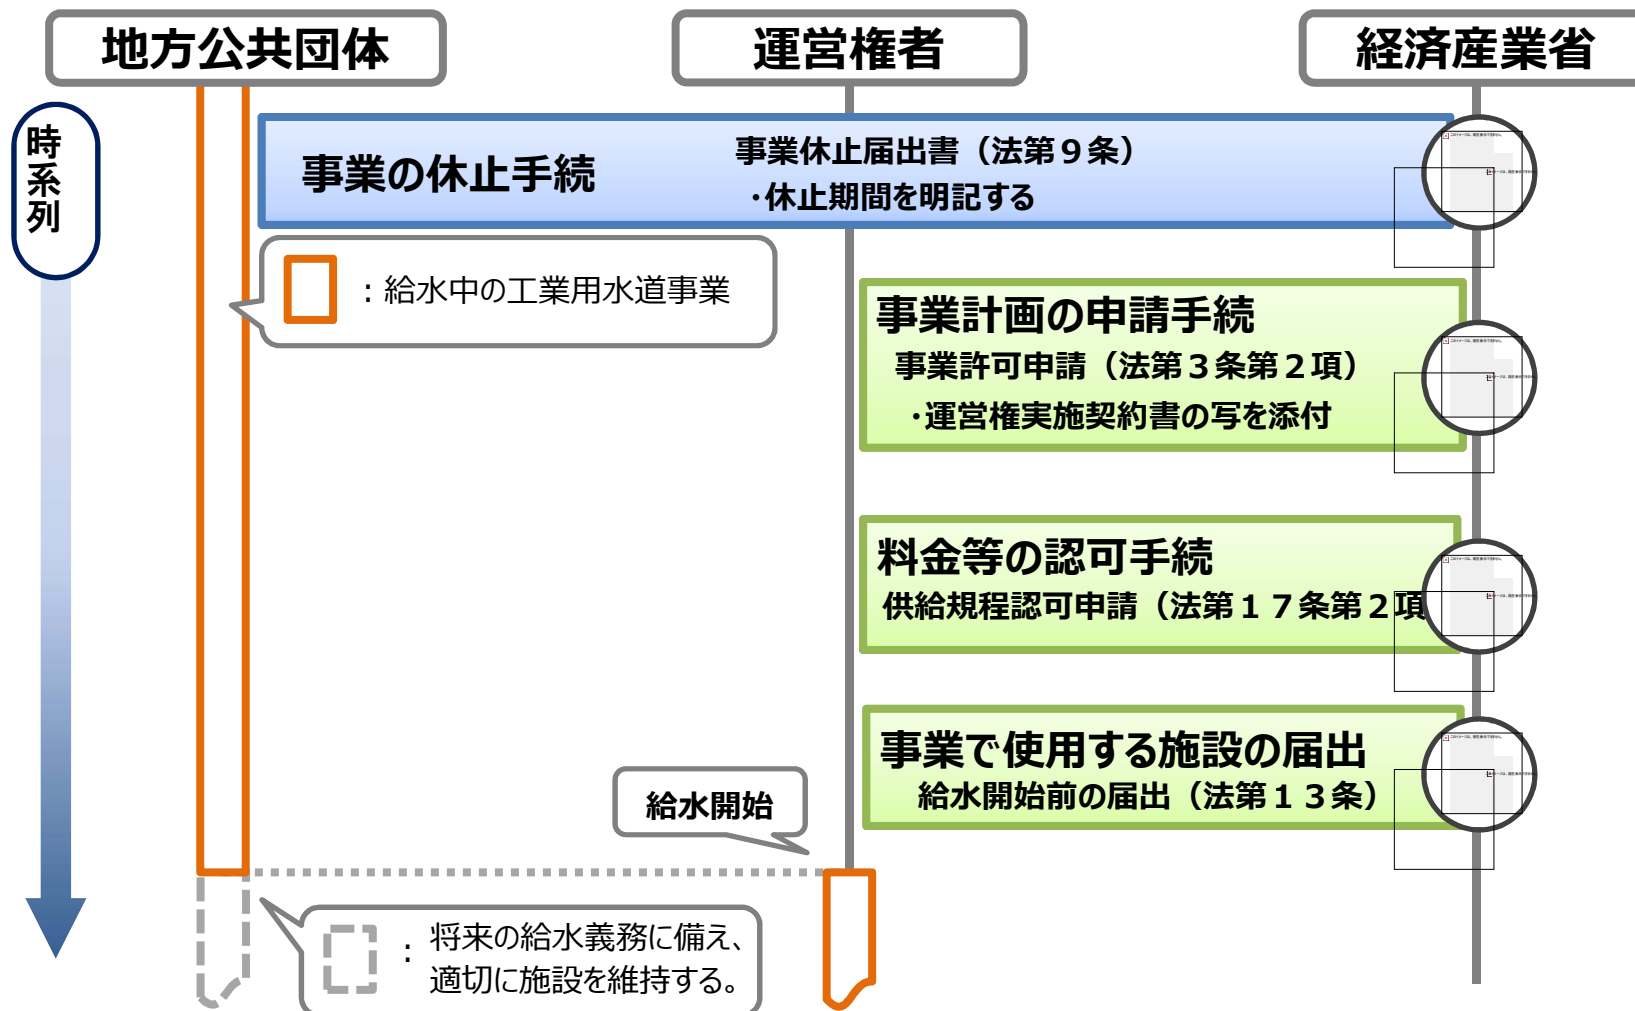 地方公共団体
運営権者
経済産業省
時系列
事業の休止手続
事業休止届出書（法第９条）
・休止期間を明記する
：給水中の工業用水道事業
事業計画の申請手続
事業許可申請（法第３条第２項）
・運営権実施契約書の写を添付
料金等の認可手続
供給規程認可申請（法第１７条第２項
事業で使用する施設の届出
給水開始前の届出（法第１３条）
給水開始
：将来の給水義務に備え、
適切に施設を維持する。